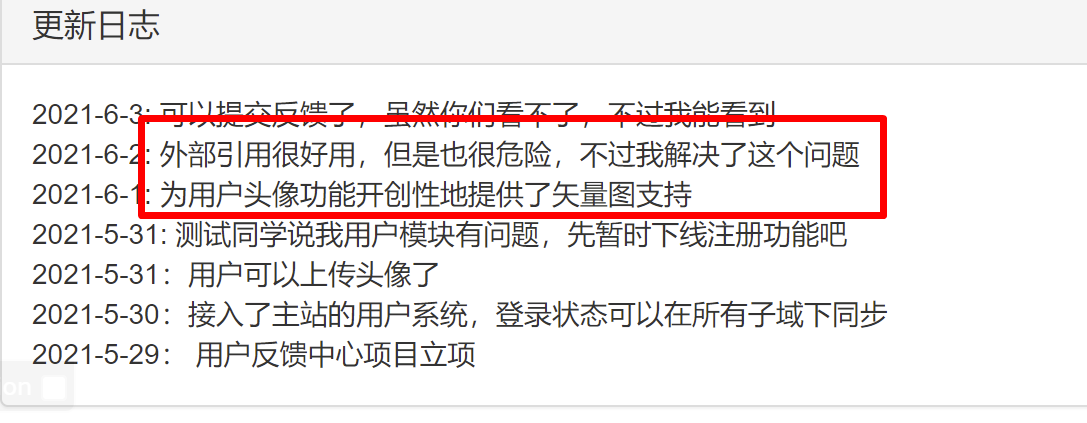 更新日志
2021-6-3: 可以提交反馈了，虽然你们看不了，不过我能看到
2021-6-2: 外部引用很好用，但是也很危险，不过我解决了这个问题
2021-6-1: 为用户头像功能开创性地提供了矢量图支持
2021-5-31: 测试同学说我用户模块有问题，先暂时下线注册功能吧
2021-5-31：用户可以上传头像了
2021-5-30：接入了主站的用户系统，登录状态可以在所有子域下同步
2021-5-29： 用户反馈中心项目立项
on